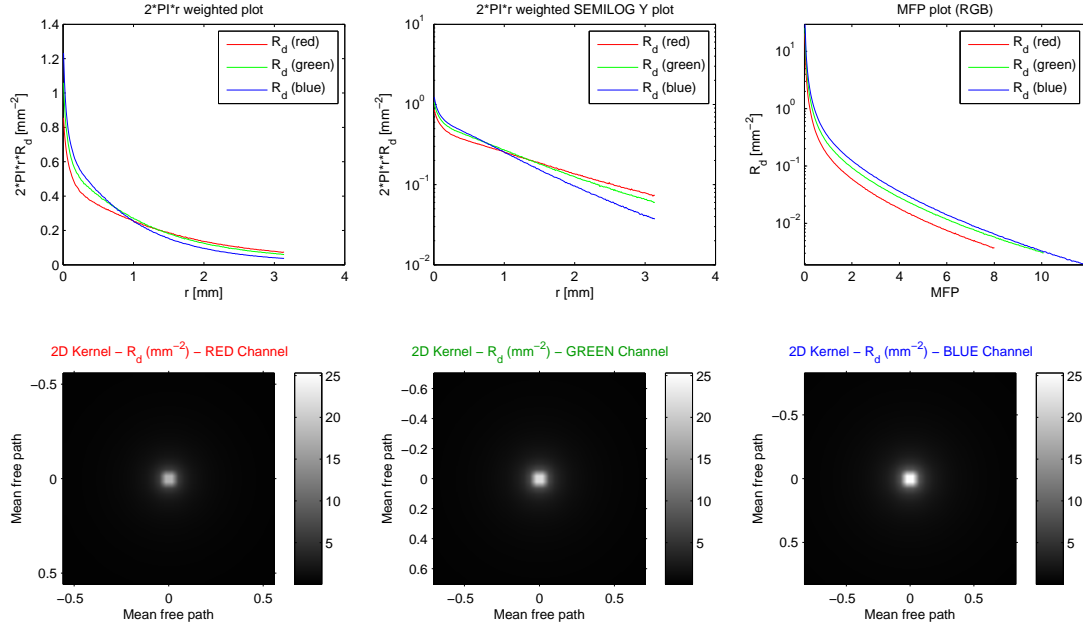 2*PI*r weighted plot
1.4
1.2
1
0.8
0.6
0.4
0.2
0
0 1 2 3 4
2*PI*r*R_d [mm^−2]
r [mm]
R_d (red)
R_d (green)
R_d (blue)
2*PI*r weighted SEMILOG Y plot
10^1
10^0
10^−1
10^−2
0 1 2 3 4
2*PI*r*R_d [mm^−2]
r [mm]
R_d (red)
R_d (green)
R_d (blue)
MFP plot (RGB)
10^1
10^0
10^−1
10^−2
0 2 4 6 8 10
R_d [mm^−2]
MFP
R_d (red)
R_d (green)
R_d (blue)
2D Kernel − R_d (mm^−2) − RED Channel
−0.5
0
0.5
−0.5 0 0.5
Mean free path
Mean free path
25
20
15
10
5
2D Kernel − R_d (mm^−2) − GREEN Channel
−0.6
−0.4
−0.2
0
0.2
0.4
0.6
−0.5 0 0.5
Mean free path
Mean free path
25
20
15
10
5
2D Kernel − R_d (mm^−2) − BLUE Channel
−0.5
0
0.5
−0.5 0 0.5
Mean free path
Mean free path
25
20
15
10
5